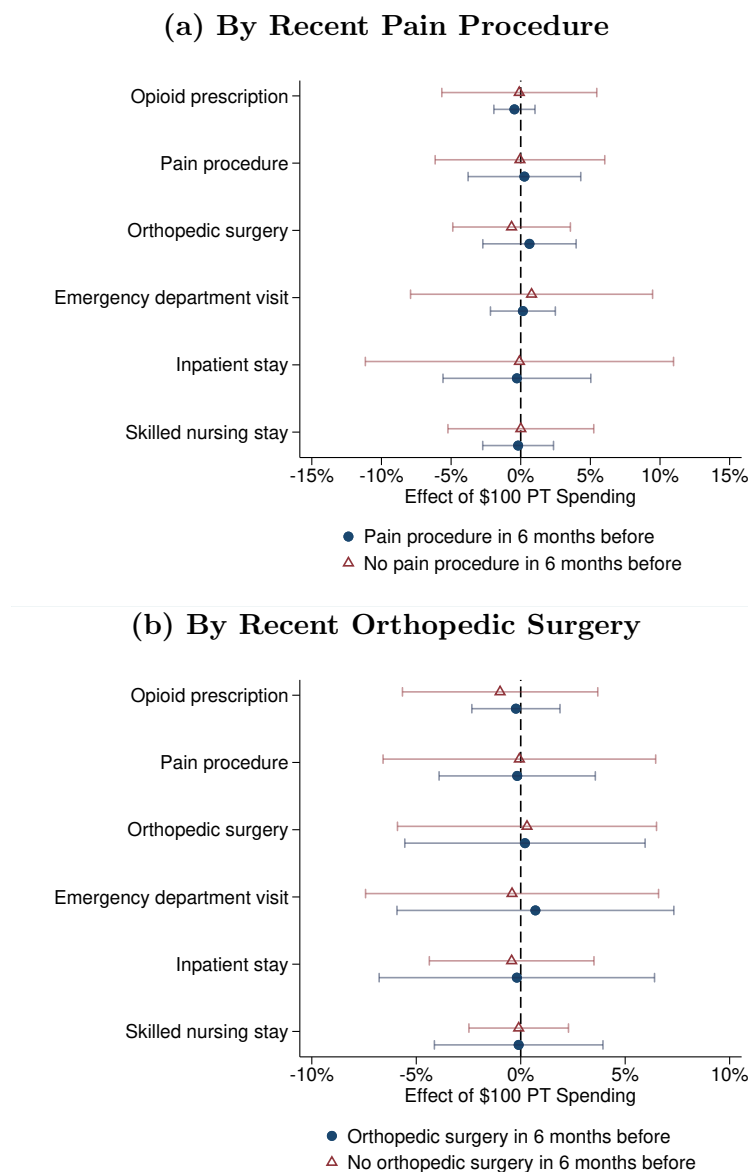 (a) By Recent Pain Procedure
Opioid prescription
Pain procedure
Orthopedic surgery
Emergency department visit
Inpatient stay
Skilled nursing stay
-15% -10% -5% 0% 5% 10% 15%
Effect of $100 PT Spending
Pain procedure in 6 months before
No pain procedure in 6 months before
(b) By Recent Orthopedic Surgery
Opioid prescription
Pain procedure
Orthopedic surgery
Emergency department visit
Inpatient stay
Skilled nursing stay
-10% -5% 0% 5% 10%
Effect of $100 PT Spending
Orthopedic surgery in 6 months before
No orthopedic surgery in 6 months before